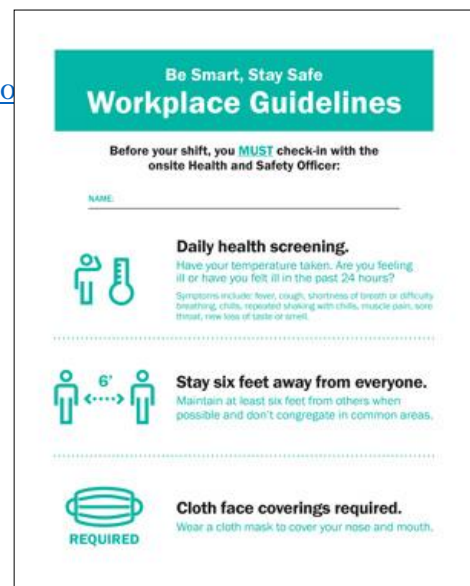 Be Smart, Stay Safe
Workplace Guidelines
Before your shift, you MUST check-in with the
onsite Health and Safety Officer:
NAME:
Daily health screening.
Have your temperature taken. Are you feeling
ill or have you felt ill in the past 24 hours?
Symptoms include: fever, cough, shortness of breath or difficulty
breathing, chills, repeated shaking with chills, muscle pain, sore
throat, new loss of taste or smell.
6'
Stay six feet away from everyone.
Maintain at least six feet from others when
possible and don't congregate in common areas.
REQUIRED
Cloth face coverings required.
Wear a cloth mask to cover your nose and mouth.